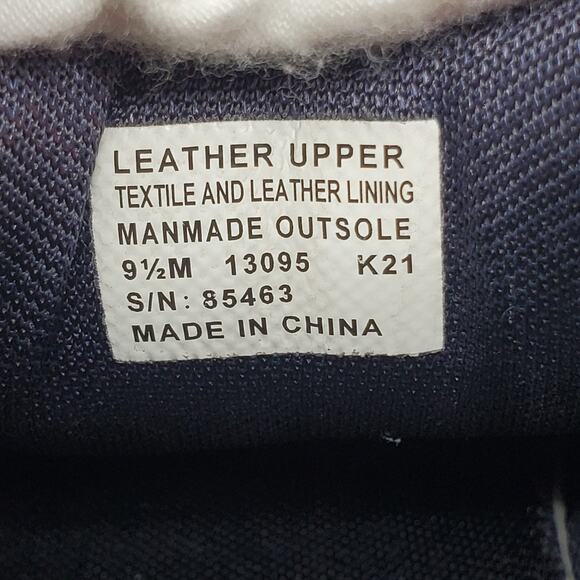 LEATHER UPPER
TEXTILE AND LEATHER LINING
MANMADE OUTSOLE
9½M 13095 K21
S/N: 85463
MADE IN CHINA